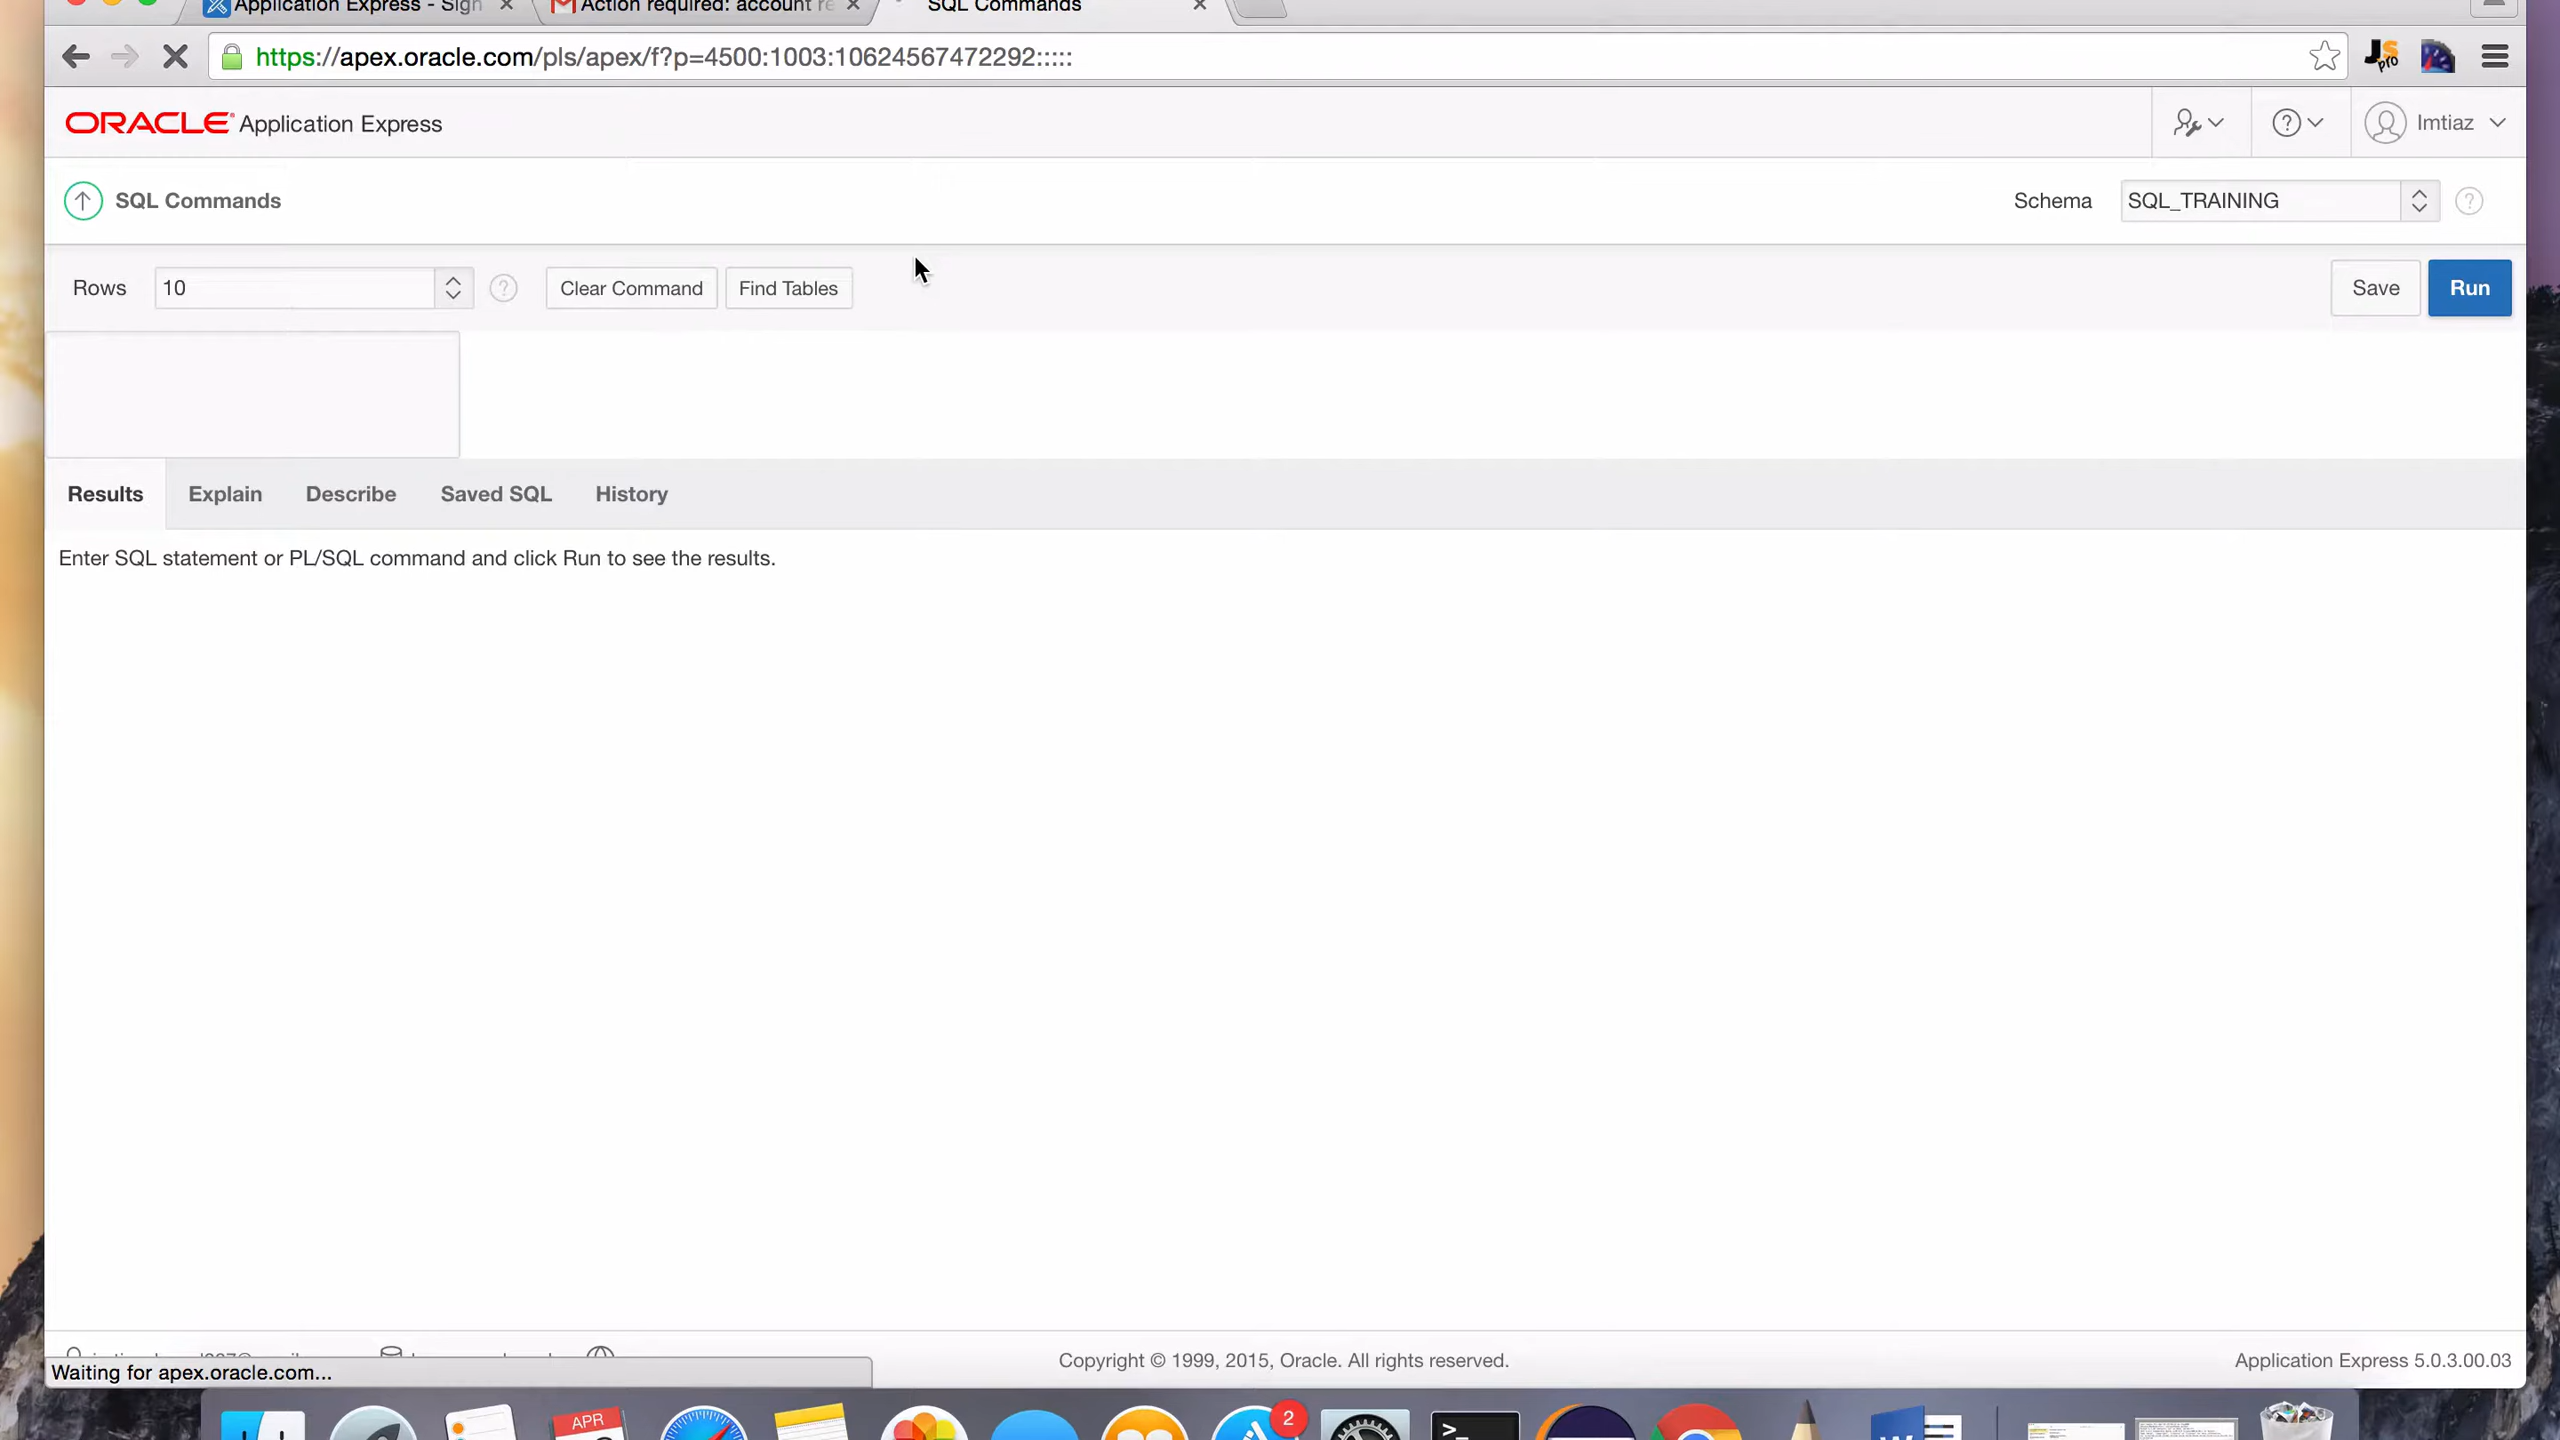 Application Express - Sign
Action required: account re
SQL Commands
https://apex.oracle.com/pls/apex/f?p=4500:1003:10624567472292:::::
JS pro
ORACLE Application Express
Imtiaz
SQL Commands
Schema
SQL_TRAINING
Rows
10
Clear Command
Find Tables
Save
Run
Results
Explain
Describe
Saved SQL
History
Enter SQL statement or PL/SQL command and click Run to see the results.
Copyright © 1999, 2015, Oracle. All rights reserved.
Application Express 5.0.3.00.03
Waiting for apex.oracle.com...
APR
2